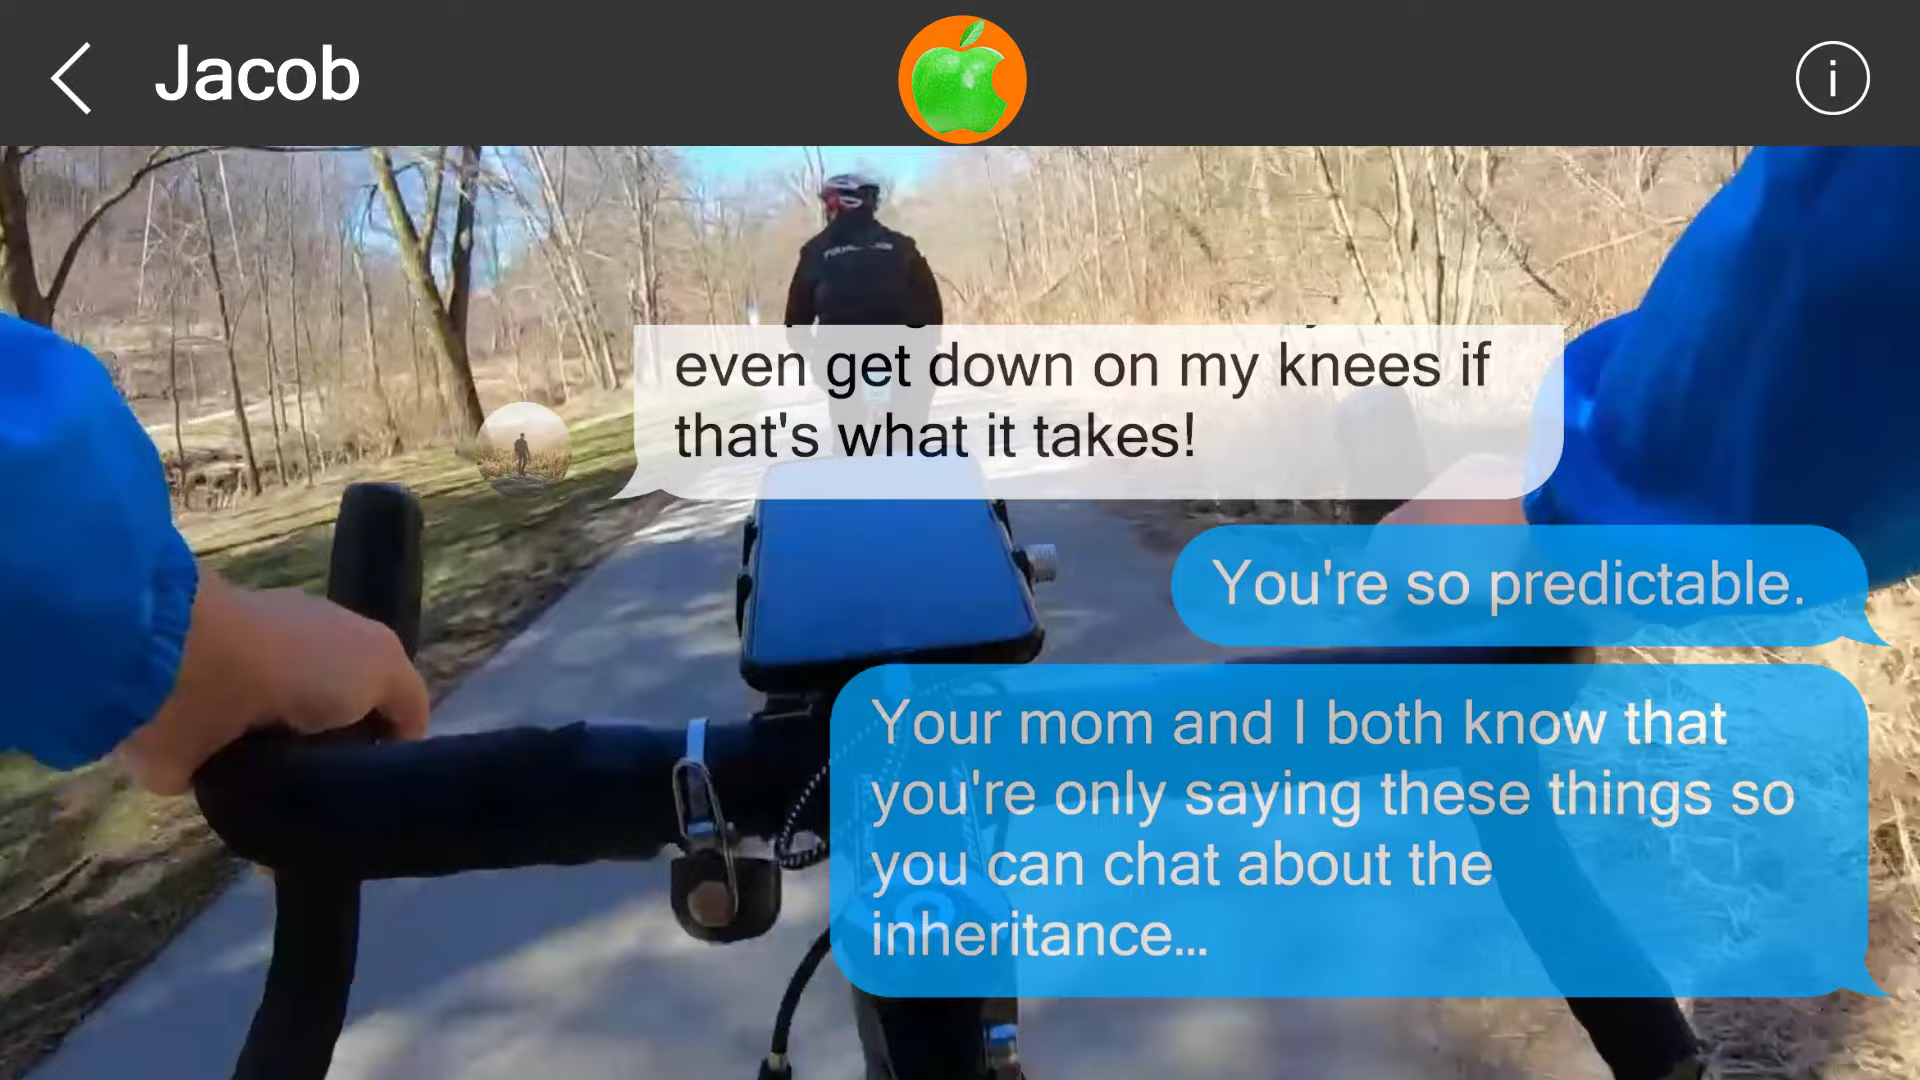 Jacob
even get down on my knees if
that's what it takes!
You're so predictable.
Your mom and I both know that
you're only saying these things so
you can chat about the
inheritance...